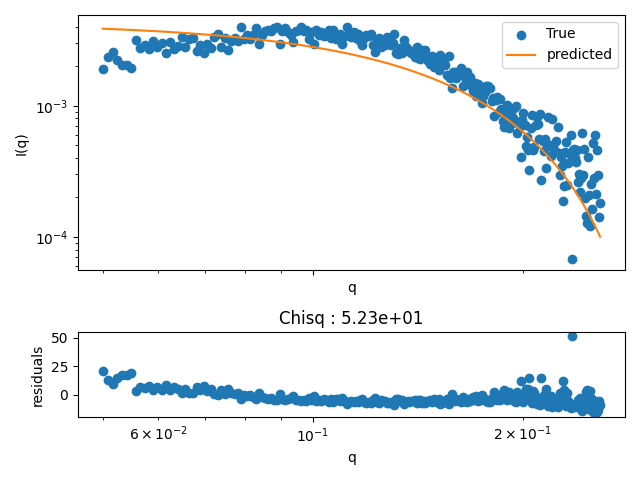 True
predicted
10⁻³
10⁻⁴
I(q)
q
Chisq : 5.23e+01
50
25
0
residuals
6 × 10⁻²
10⁻¹
2 × 10⁻¹
q